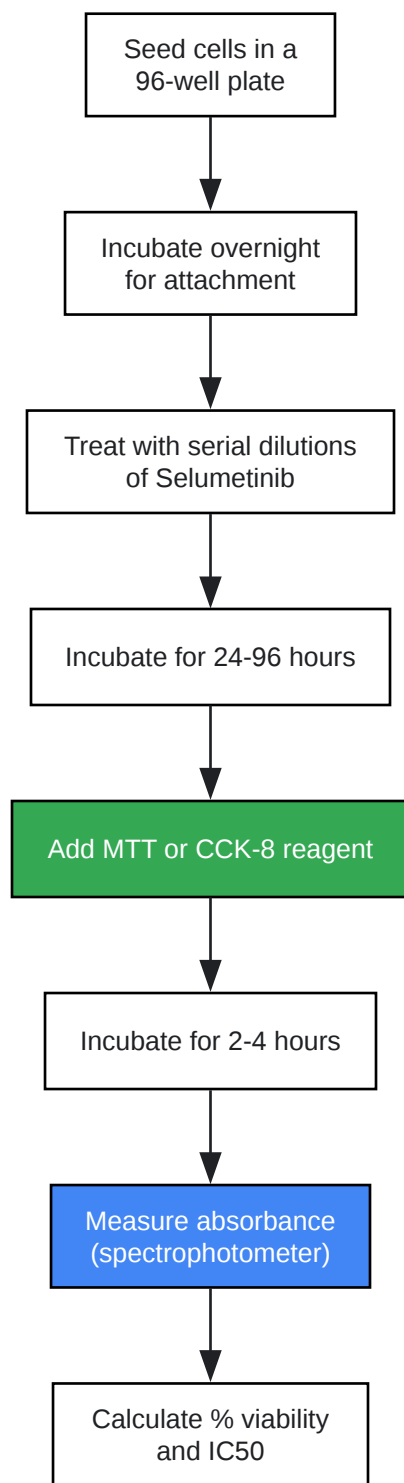 Seed cells in a
96-well plate
Incubate overnight
for attachment
Treat with serial dilutions
of Selumetinib
Incubate for 24-96 hours
Add MTT or CCK-8 reagent
Incubate for 2-4 hours
Measure absorbance
(spectrophotometer)
Calculate % viability
and IC50